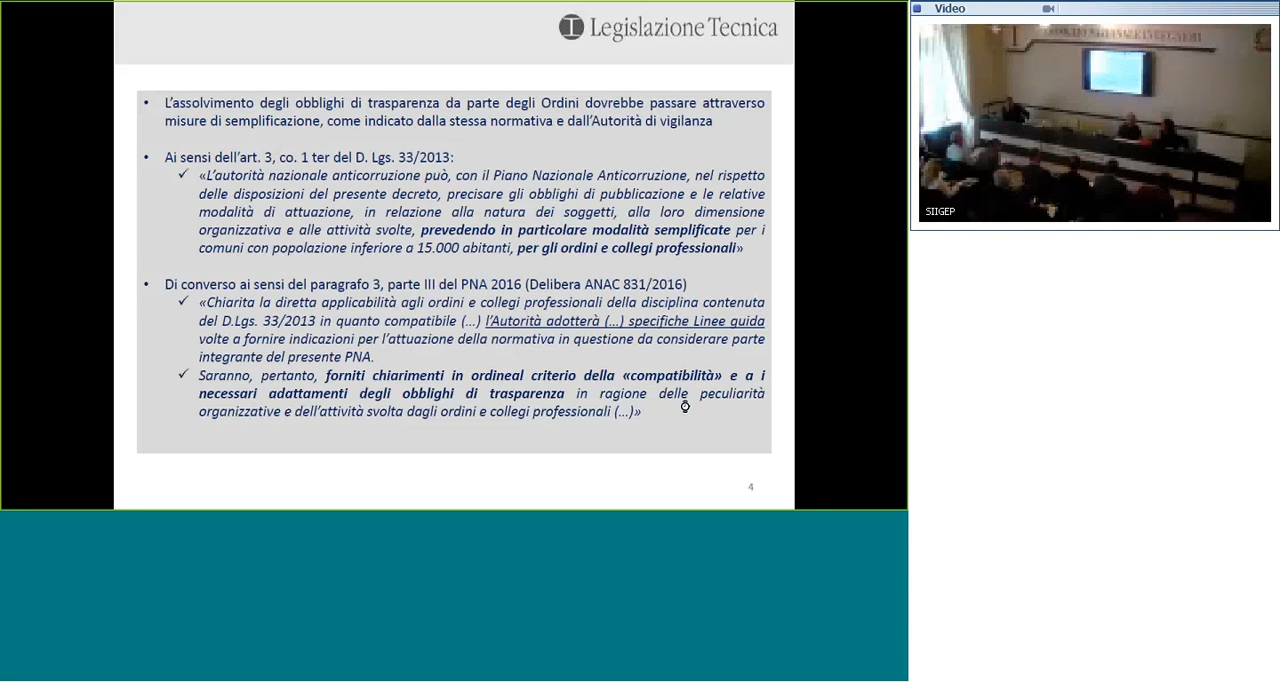 Legislazione Tecnica
Video
• L’assolvimento degli obblighi di trasparenza da parte degli Ordini dovrebbe passare attraverso
misure di semplificazione, come indicato dalla stessa normativa e dall’Autorità di vigilanza
• Ai sensi dell’art. 3, co. 1 ter del D. Lgs. 33/2013:
✓ «L’autorità nazionale anticorruzione può, con il Piano Nazionale Anticorruzione, nel rispetto
delle disposizioni del presente decreto, precisare gli obblighi di pubblicazione e le relative
modalità di attuazione, in relazione alla natura dei soggetti, alla loro dimensione
organizzativa e alle attività svolte, prevedendo in particolare modalità semplificate per i
comuni con popolazione inferiore a 15.000 abitanti, per gli ordini e collegi professionali»
• Di converso ai sensi del paragrafo 3, parte III del PNA 2016 (Delibera ANAC 831/2016)
✓ «Chiarita la diretta applicabilità agli ordini e collegi professionali della disciplina contenuta
del D.Lgs. 33/2013 in quanto compatibile (…) l’Autorità adotterà (…) specifiche Linee guida
volte a fornire indicazioni per l’attuazione della normativa in questione da considerare parte
integrante del presente PNA.
✓ Saranno, pertanto, forniti chiarimenti in ordineal criterio della «compatibilità» e a i
necessari adattamenti degli obblighi di trasparenza in ragione delle peculiarità
organizzative e dell’attività svolta dagli ordini e collegi professionali (…)»
4
SIIGEP